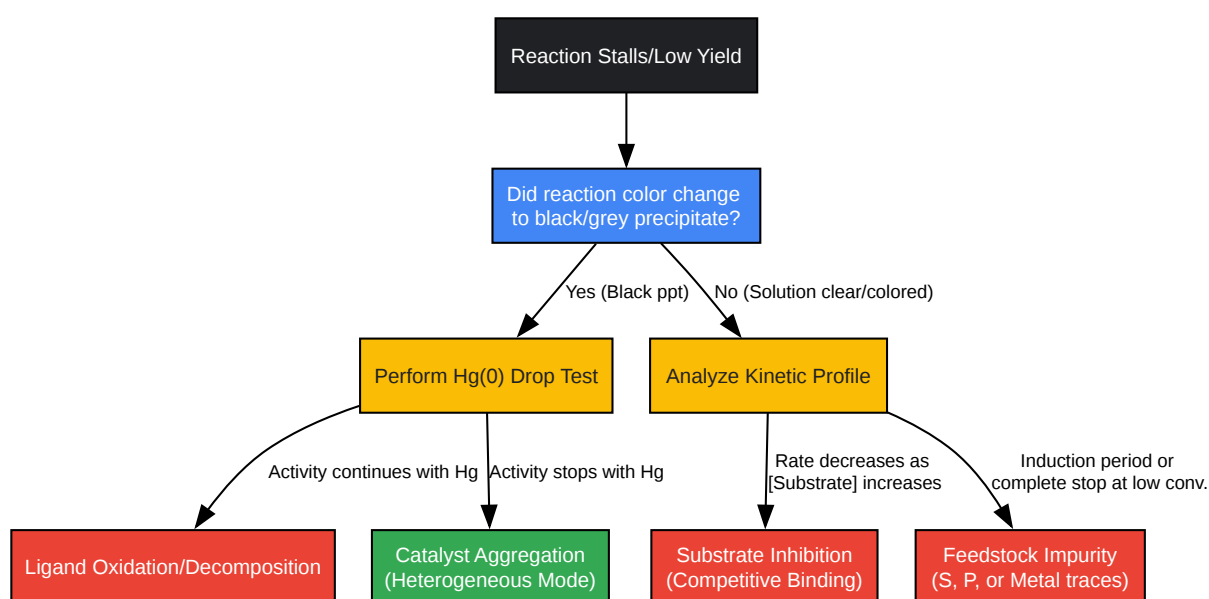 Reaction Stalls/Low Yield
Did reaction color change
to black/grey precipitate?
Yes (Black ppt)
No (Solution clear/colored)
Perform Hg(0) Drop Test
Analyze Kinetic Profile
Activity continues with Hg
Activity stops with Hg
Rate decreases as
[Substrate] increases
Induction period or
complete stop at low conv.
Ligand Oxidation/Decomposition
Catalyst Aggregation
(Heterogeneous Mode)
Substrate Inhibition
(Competitive Binding)
Feedstock Impurity
(S, P, or Metal traces)